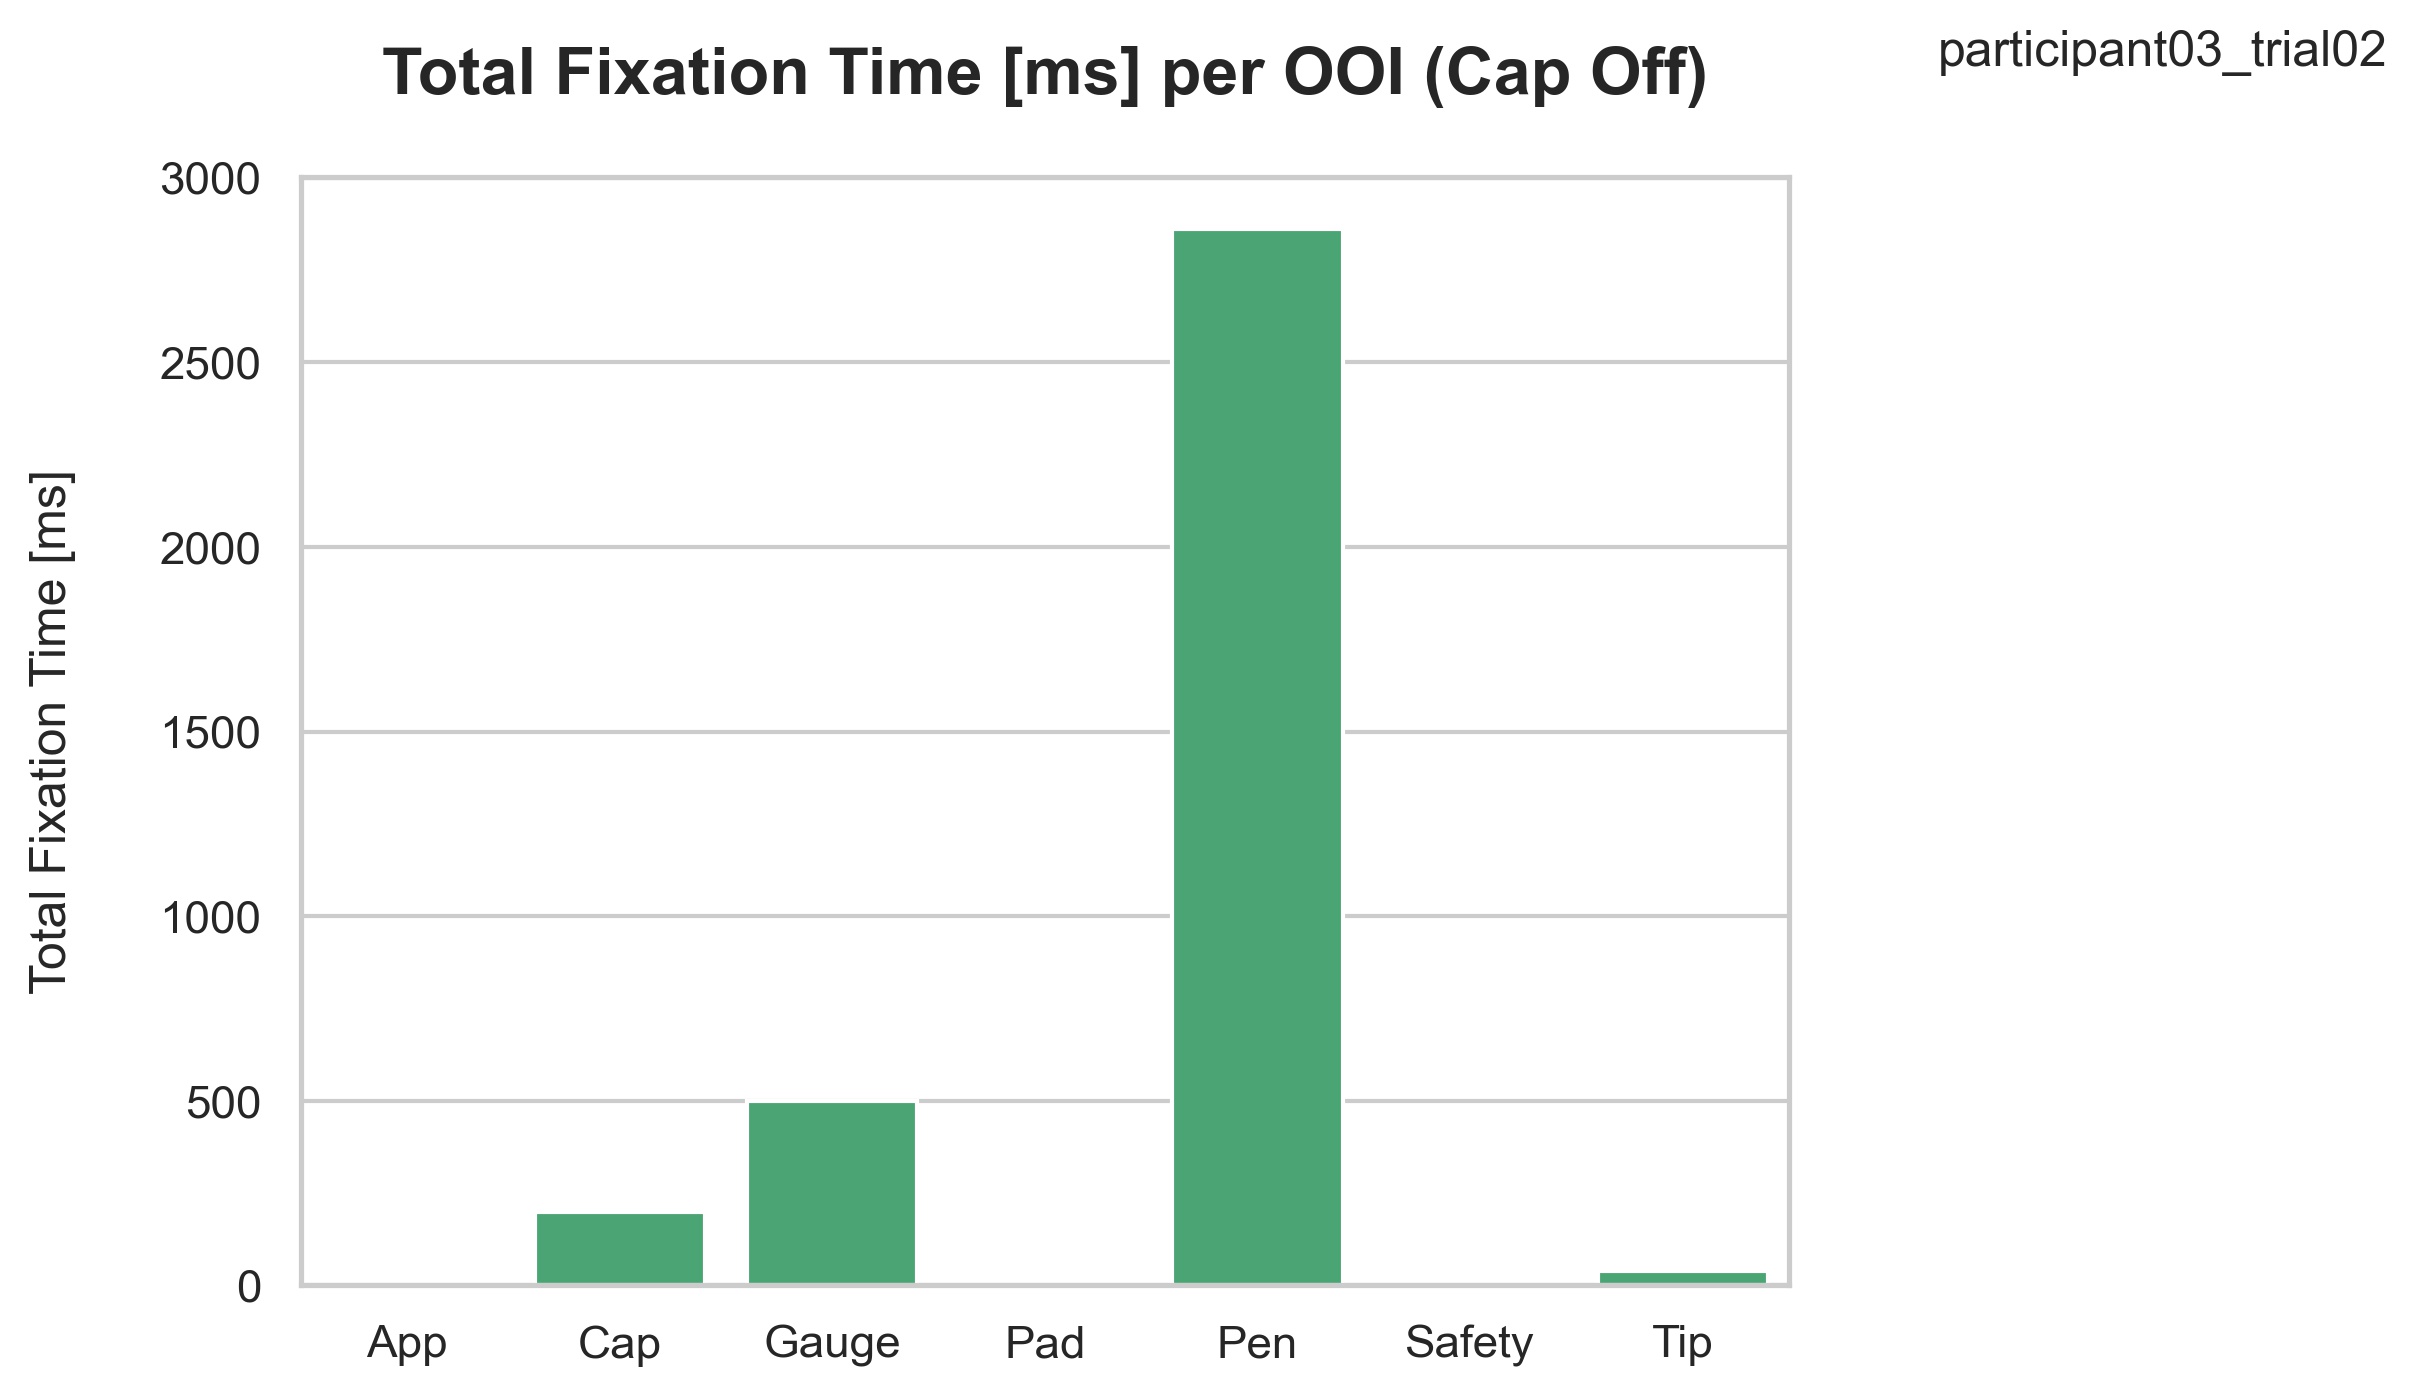 Total Fixation Time [ms] per OOI (Cap Off)
participant03_trial02
Total Fixation Time [ms]
3000
2500
2000
1500
1000
500
0
App
Cap
Gauge
Pad
Pen
Safety
Tip